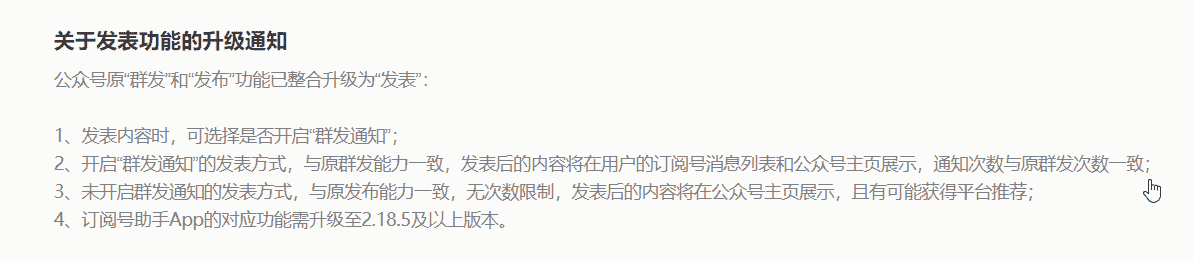 关于发表功能的升级通知
公众号原“群发”和“发布”功能已整合升级为“发表”：
1、发表内容时，可选择是否开启“群发通知”；
2、开启“群发通知”的发表方式，与原群发能力一致，发表后的内容将在用户的订阅号消息列表和公众号主页展示，通知次数与原群发次数一致；
3、未开启群发通知的发表方式，与原发布能力一致，无次数限制，发表后的内容将在公众号主页展示，且有可能获得平台推荐；
4、订阅号助手App的对应功能需升级至2.18.5及以上版本。